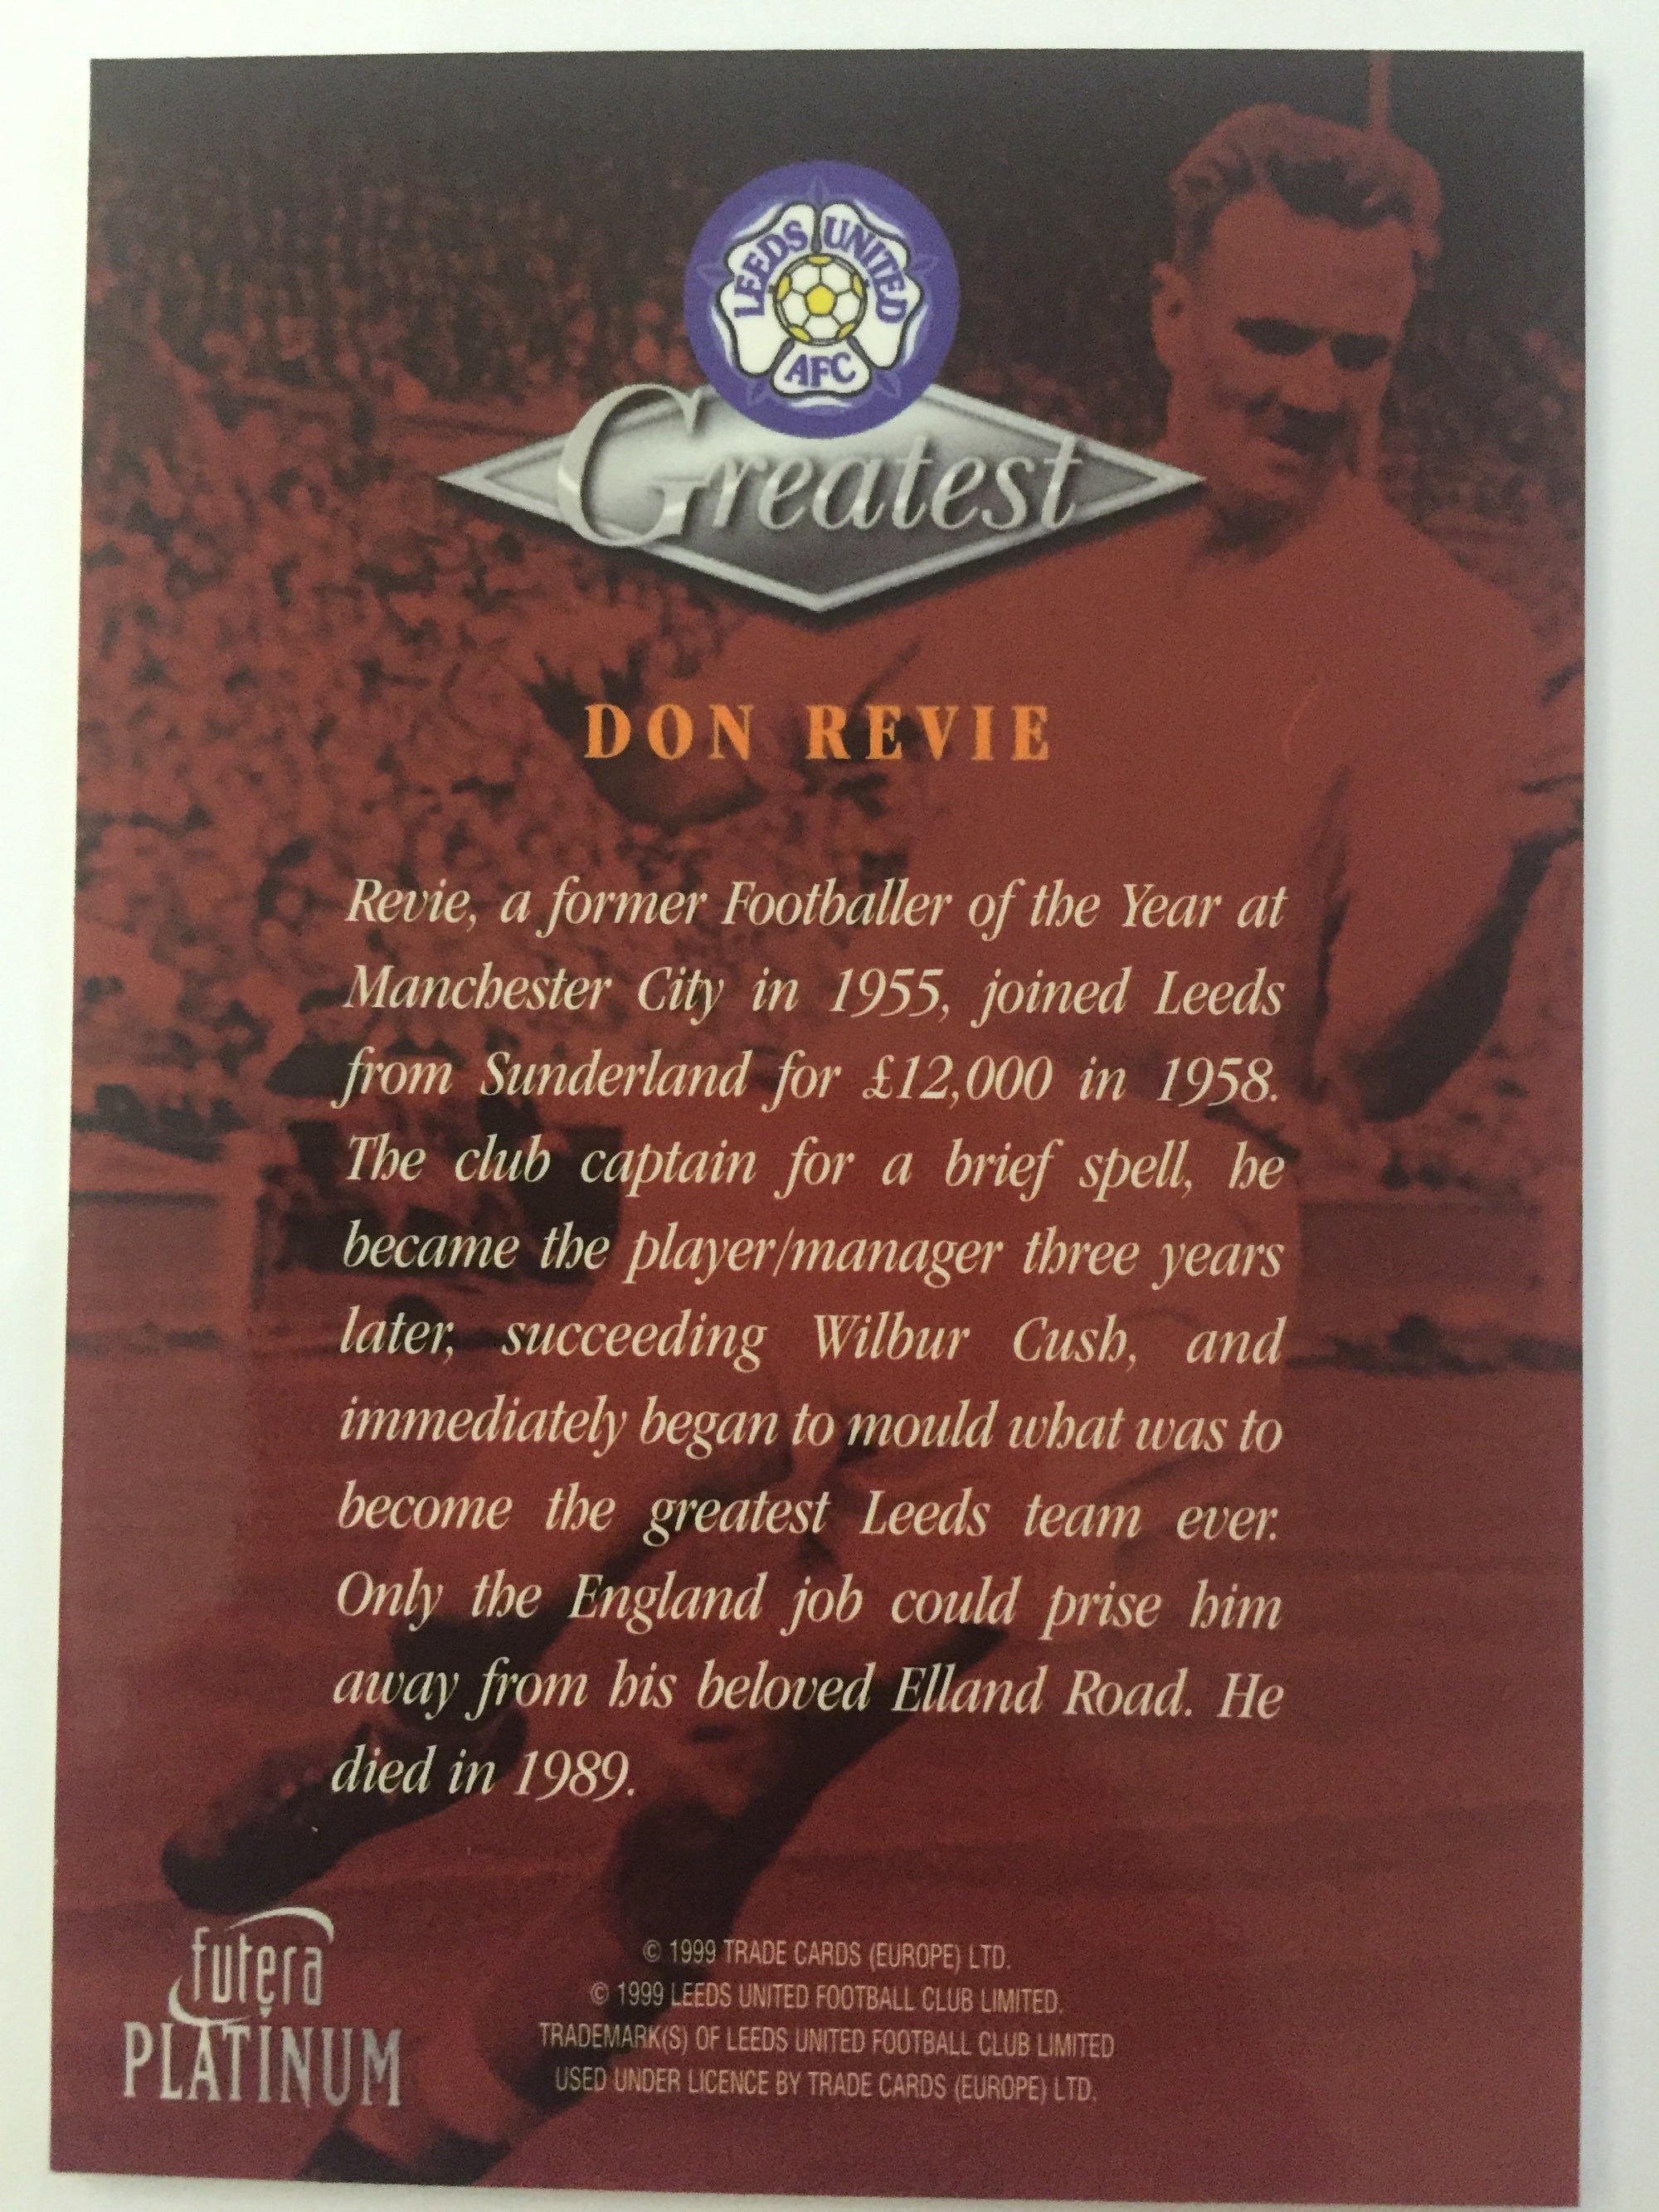 LEEDS UNITED
AFC
Greatest
DON REVIE
Revie, a former Footballer of the Year at
Manchester City in 1955, joined Leeds
from Sunderland for £12,000 in 1958.
The club captain for a brief spell, he
became the player/manager three years
later, succeeding Wilbur Cush, and
immediately began to mould what was to
become the greatest Leeds team ever.
Only the England job could prise him
away from his beloved Elland Road. He
died in 1989.
futera
PLATINUM
© 1999 TRADE CARDS (EUROPE) LTD.
© 1999 LEEDS UNITED FOOTBALL CLUB LIMITED.
TRADEMARK(S) OF LEEDS UNITED FOOTBALL CLUB LIMITED
USED UNDER LICENCE BY TRADE CARDS (EUROPE) LTD.